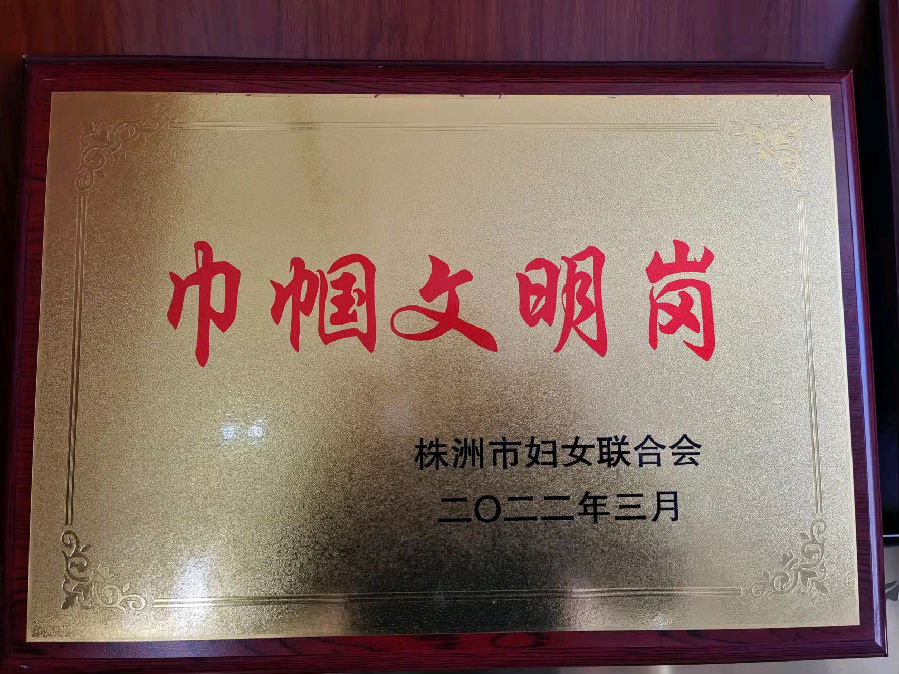 巾帼文明岗
株洲市妇女联合会
二〇二二年三月